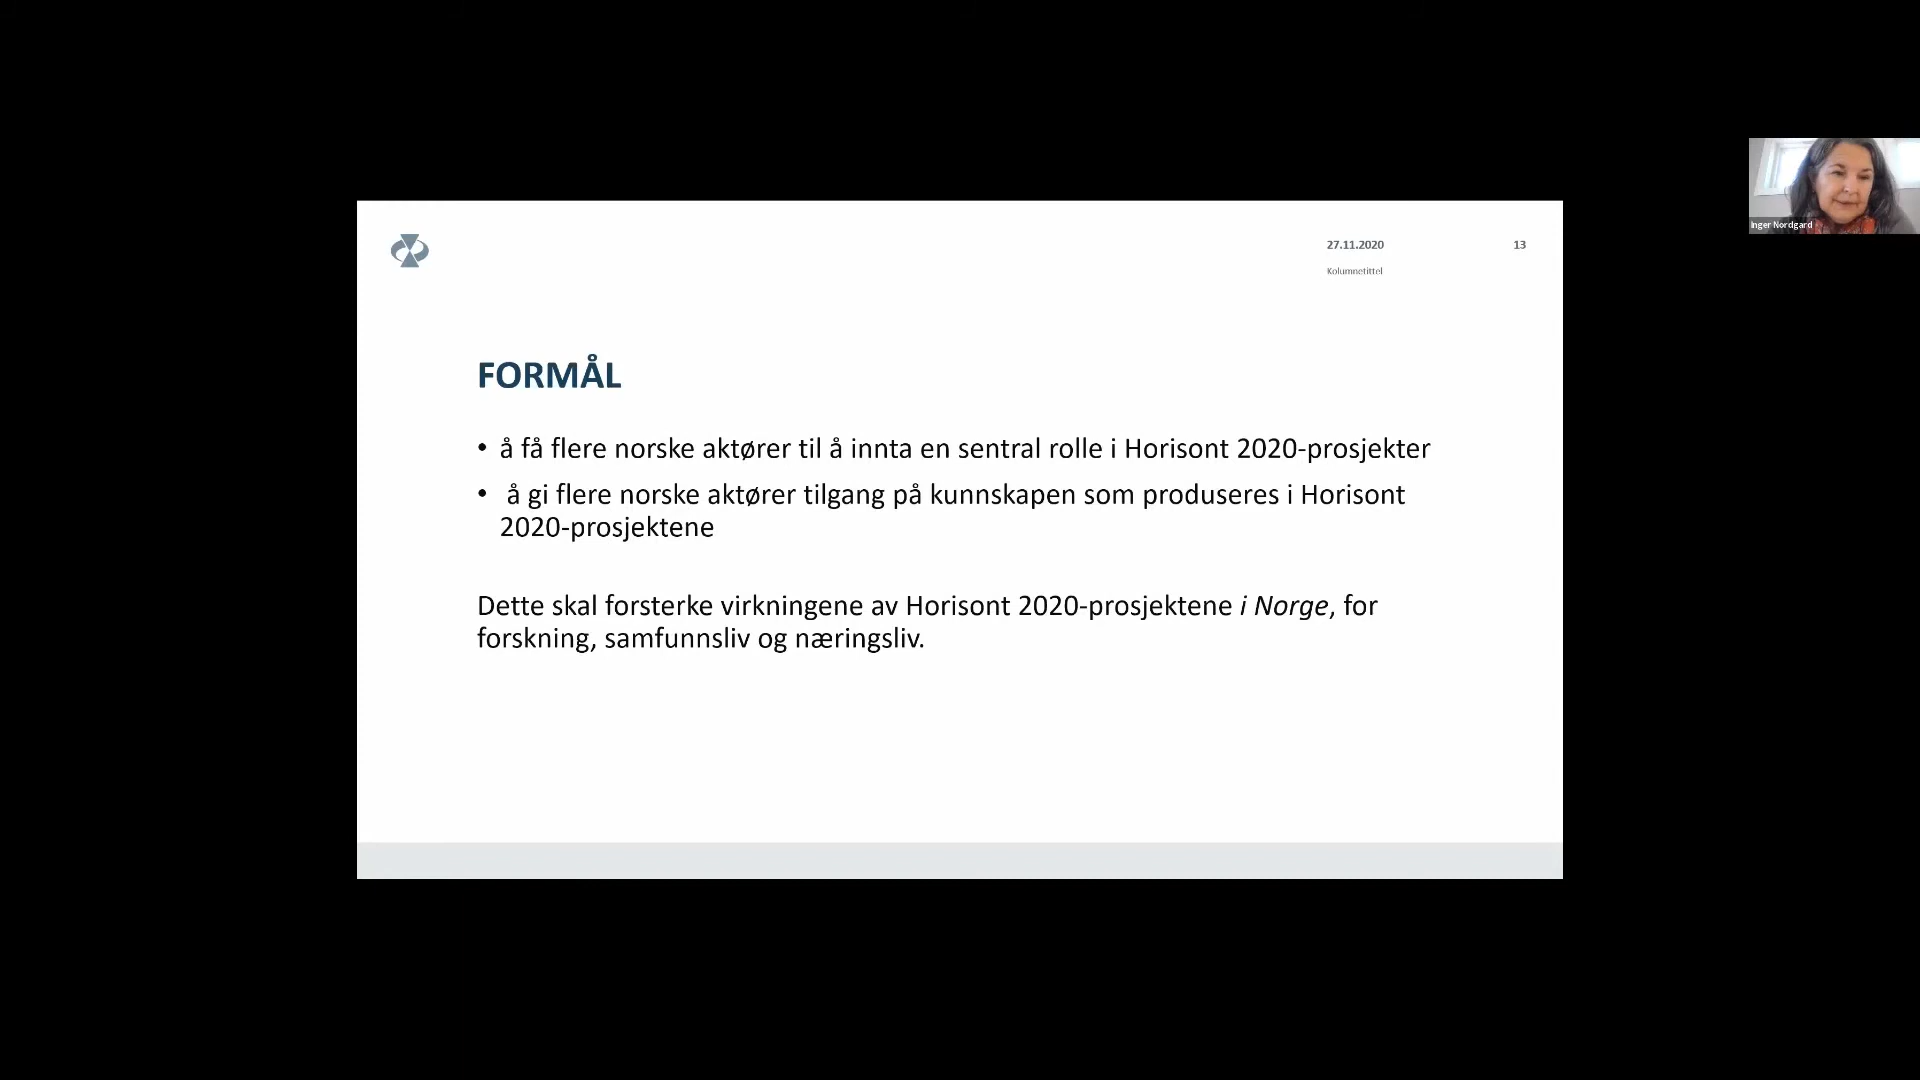 27.11.2020
13
Kolumnetittel
FORMÅL
• å få flere norske aktører til å innta en sentral rolle i Horisont 2020-prosjekter
• å gi flere norske aktører tilgang på kunnskapen som produseres i Horisont
2020-prosjektene
Dette skal forsterke virkningene av Horisont 2020-prosjektene i Norge, for
forskning, samfunnsliv og næringsliv.
Inger Nordgard